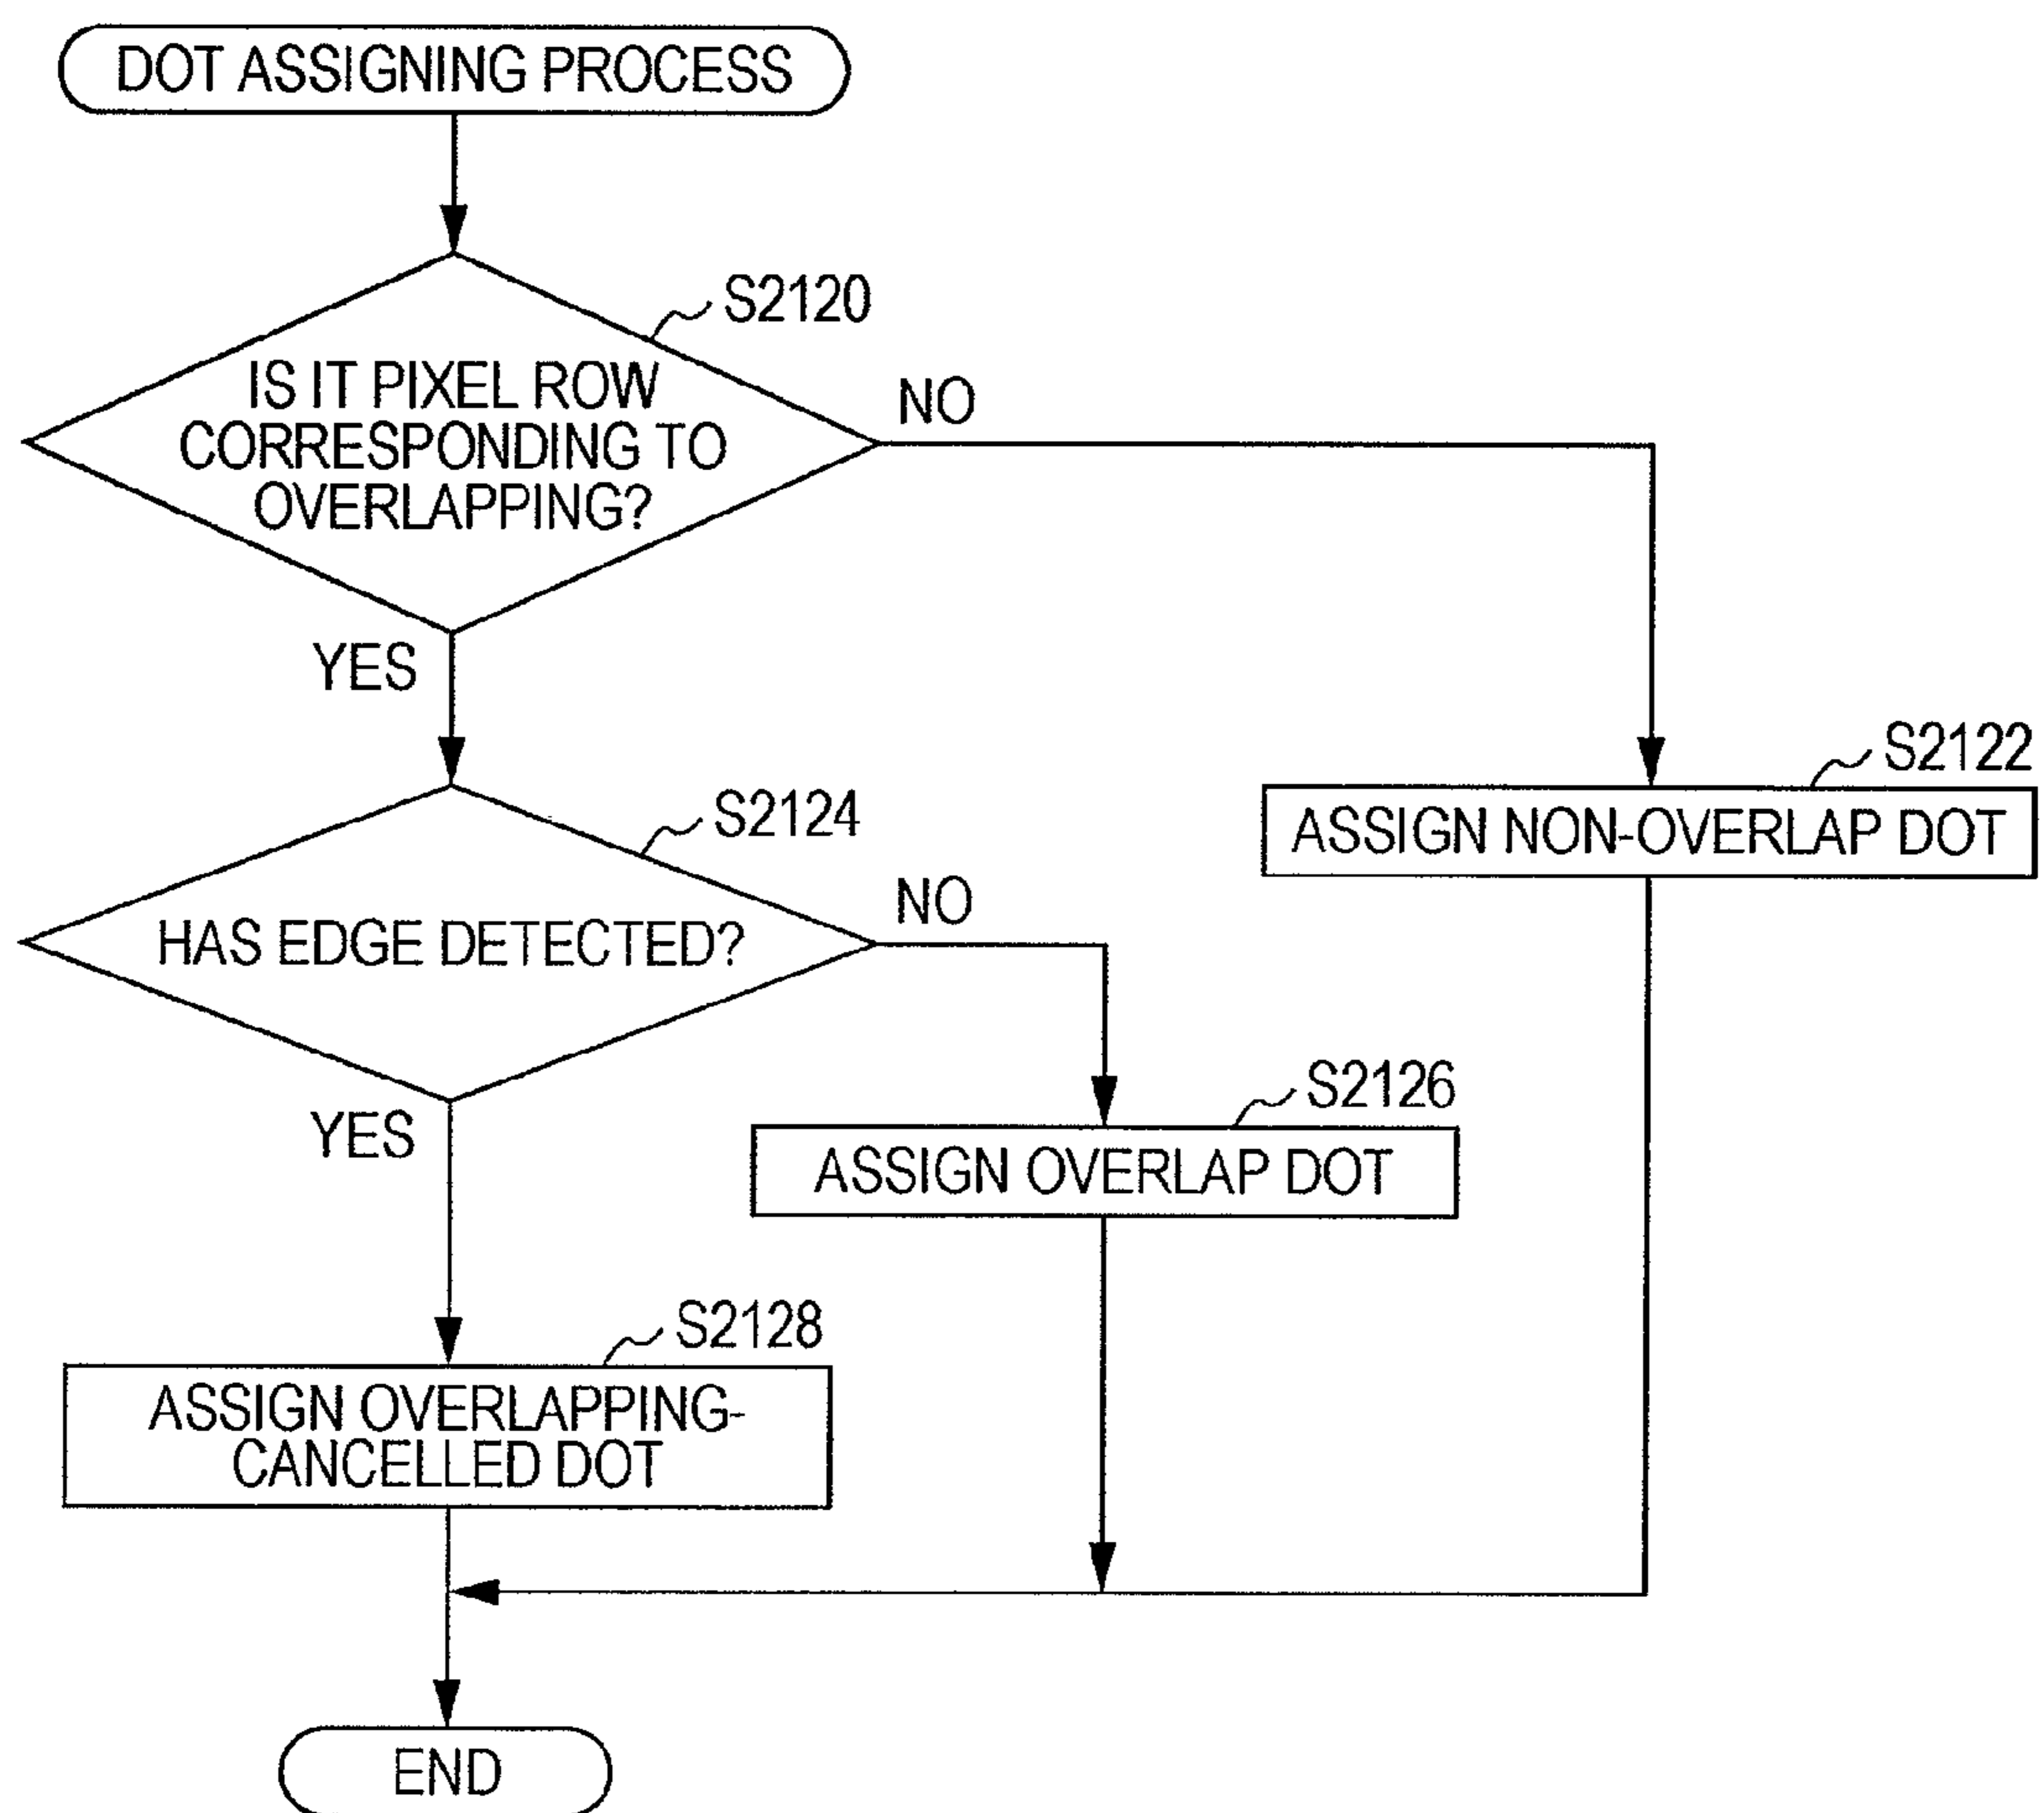 DOT ASSIGNING PROCESS
S2120
IS IT PIXEL ROW
CORRESPONDING TO
OVERLAPPING?
NO
YES
S2122
ASSIGN NON-OVERLAP DOT
S2124
HAS EDGE DETECTED?
NO
YES
S2126
ASSIGN OVERLAP DOT
S2128
ASSIGN OVERLAPPING-
CANCELLED DOT
END